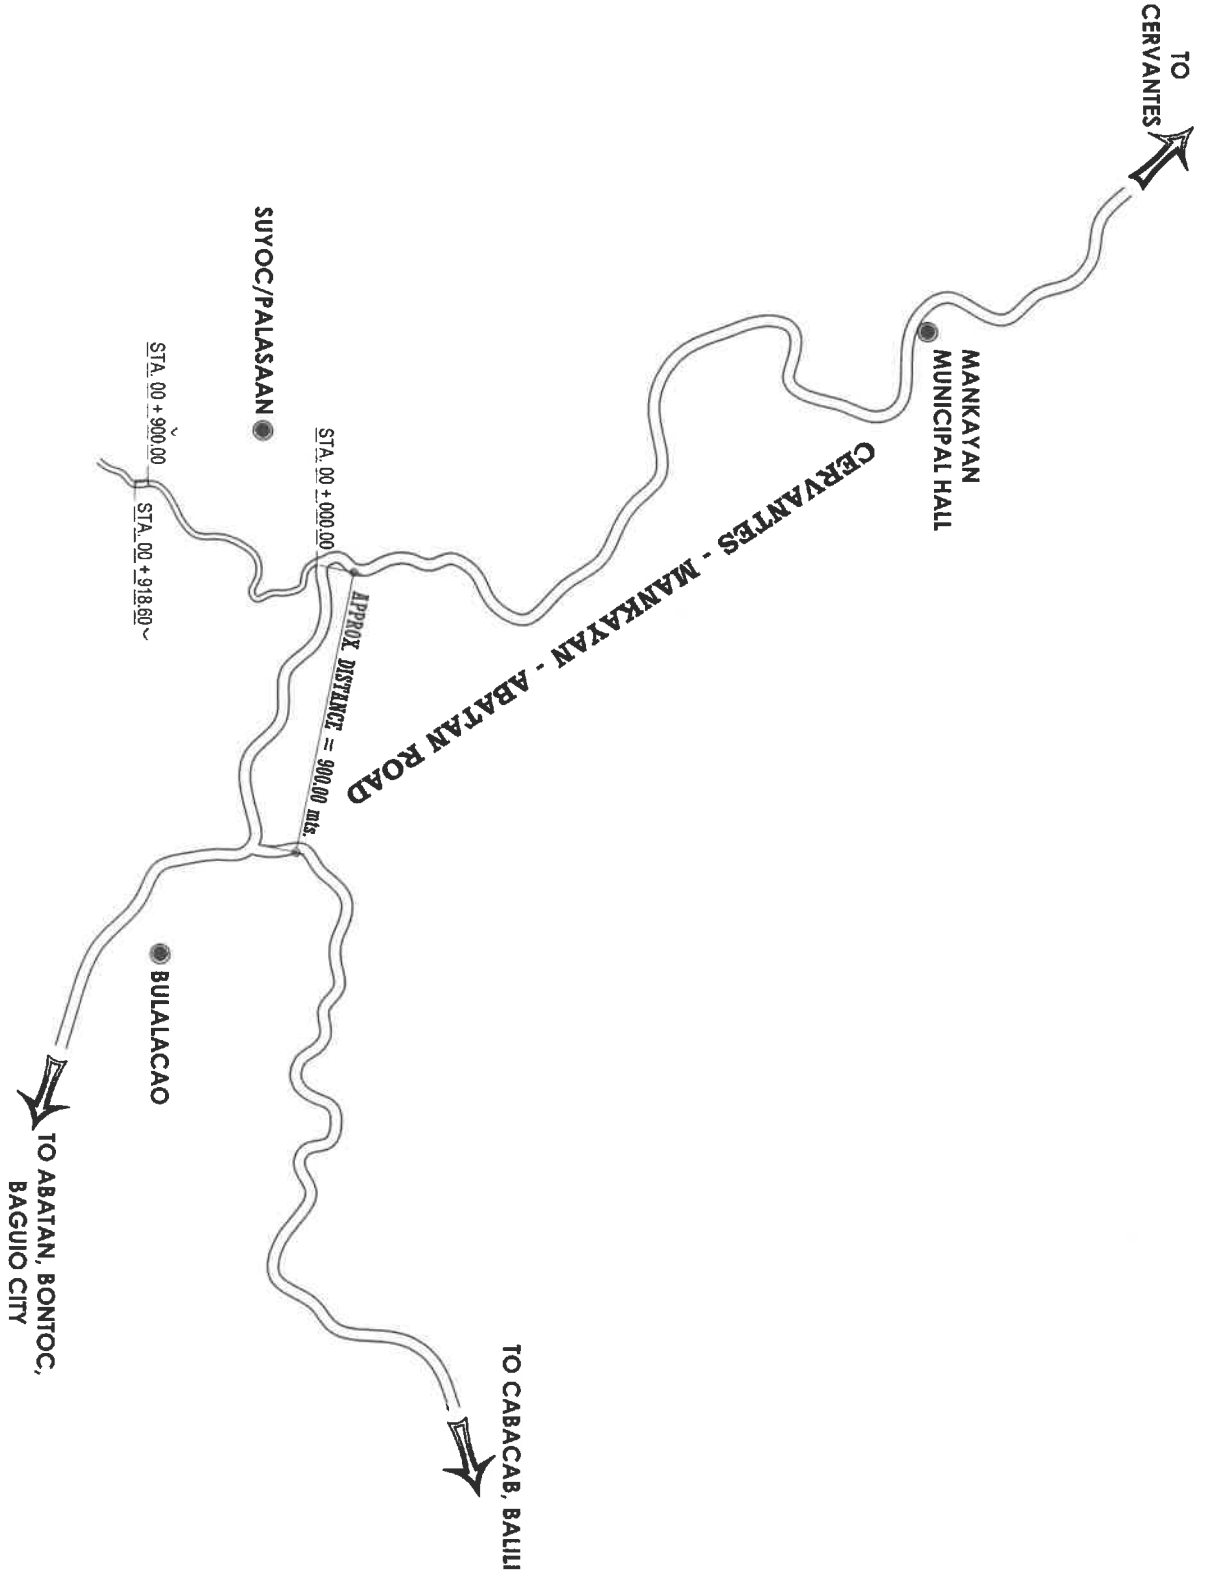 TO
CERVANTES
MANKAYAN
MUNICIPAL HALL
CERVANTES - MANKAYAN - ABATAN ROAD
SUYOC/PALASAAN
STA. 00 + 000.00
STA. 00 + 900.00
STA. 00 + 918.60
APPROX. DISTANCE = 900.00 mts.
BULALACAO
TO CABACAB, BALILI
TO ABATAN, BONTOC,
BAGUIO CITY